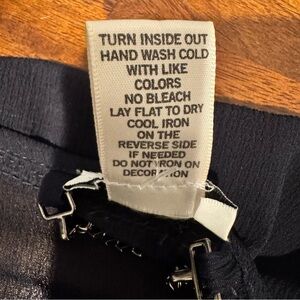 TURN INSIDE OUT
HAND WASH COLD
WITH LIKE
COLORS
NO BLEACH
LAY FLAT TO DRY
COOL IRON
ON THE
REVERSE SIDE
IF NEEDED
DO NOT IRON ON
DECORATION